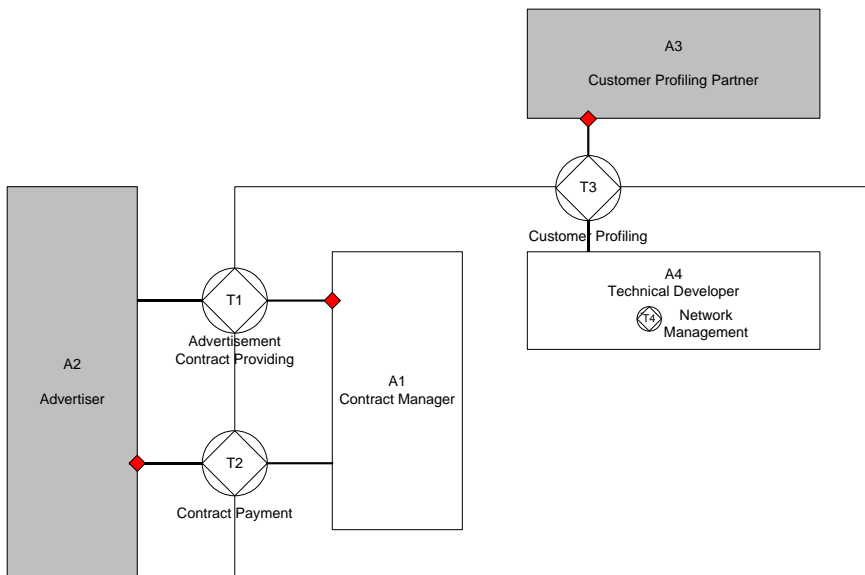 A3
Customer Profiling Partner
T3
Customer Profiling
A4
Technical Developer
T4
Network
Management
T1
Advertisement
Contract Providing
A2
Advertiser
A1
Contract Manager
T2
Contract Payment